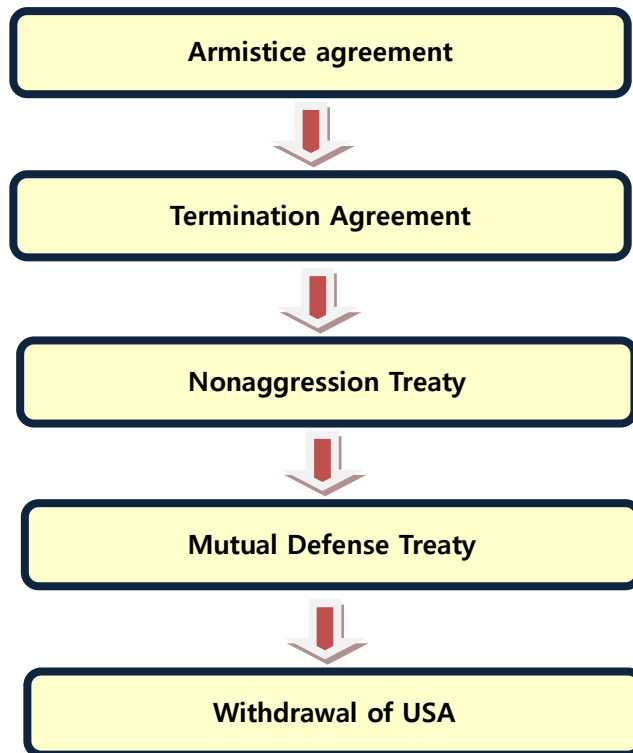 Armistice agreement
Termination Agreement
Nonaggression Treaty
Mutual Defense Treaty
Withdrawal of USA